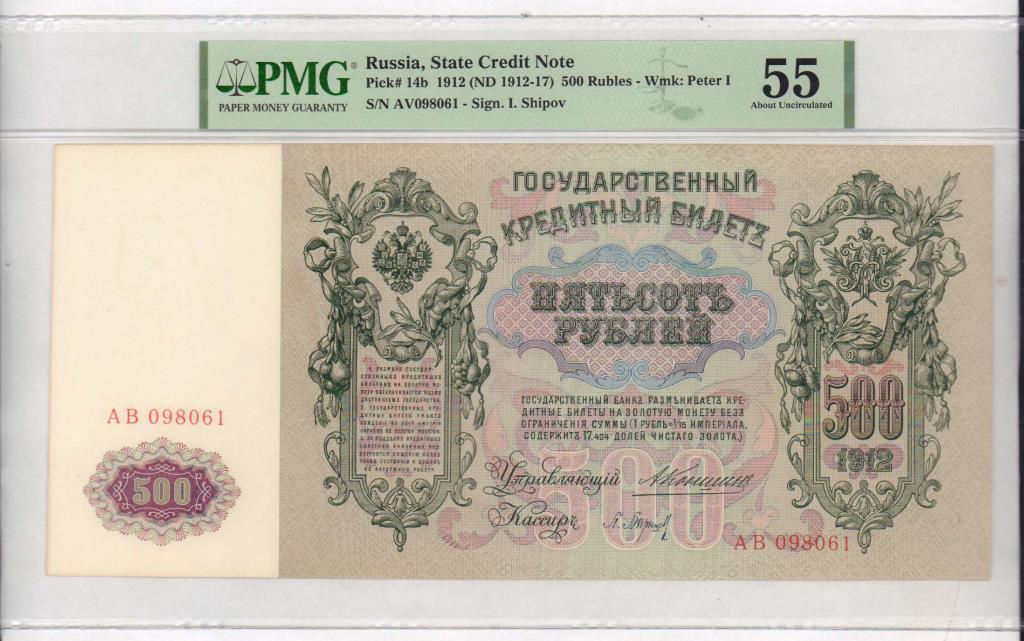 PMG®
PAPER MONEY GUARANTY
Russia, State Credit Note
Pick# 14b 1912 (ND 1912-17) 500 Rubles - Wmk: Peter I
S/N AV098061 - Sign. I. Shipov
55
About Uncirculated
ГОСУДАРСТВЕННЫЙ
КРЕДИТНЫЙ БИЛЕТЪ
ПЯТЬСОТЪ
РУБЛЕЙ
ГОСУДАРСТВЕННЫЙ БАНКЪ РАЗМѢНИВАЕТЪ КРЕ-
ДИТНЫЕ БИЛЕТЫ НА ЗОЛОТУЮ МОНЕТУ БЕЗЪ
ОГРАНИЧЕНІЯ СУММЫ (1 РУБЛЬ=1/15 ИМПЕРІАЛА,
СОДЕРЖИТЪ 17,424 ДОЛЕЙ ЧИСТАГО ЗОЛОТА.)
500
1912
500
Управляющій
Кассиръ
АВ 098061
500
АВ 098061